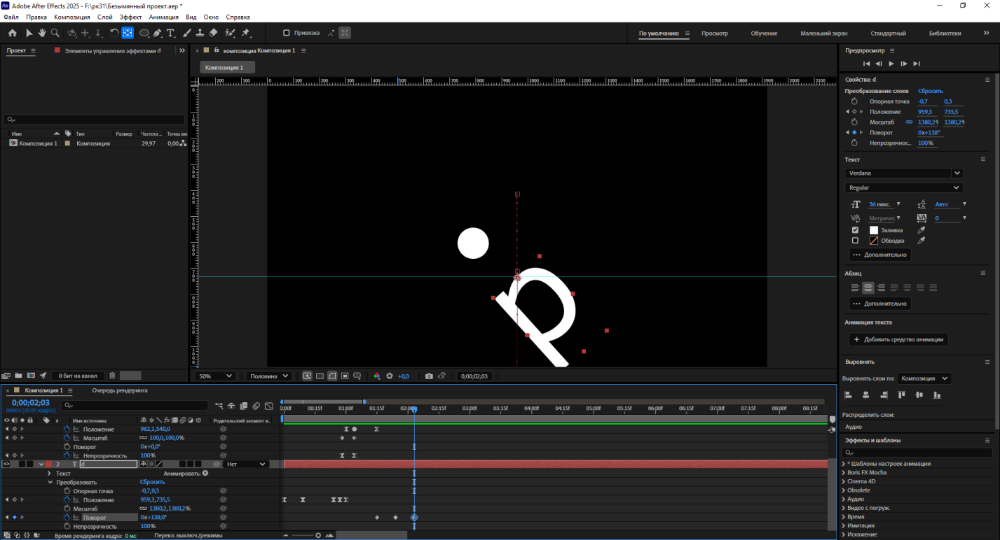 Adobe After Effects 2025 - F:\рк31\Безымянный проект.aep *
Файл Правка Композиция Слой Эффект Анимация Вид Окно Справка
Привязка
По умолчанию Просмотр Обучение Маленький экран Стандартный Библиотеки
Проект Элементы управления эффектами d
композиция Композиция 1
Композиция 1
Имя Тип Размер Частота ... Точка вх
Композиция 1 Композиция 29,97 0;00
8 бит на канал
200 100 0 100 200 300 400 500 600 700 800 900 1000 1100 1200 1300 1400 1500 1600 1700 1800 1900 2000 2100
d
50% Половина +0,0 0;00;02;03
Предпросмотр
Свойства: d
Преобразование слоев Сбросить
Опорная точка -0,7 0,3
Положение 959,3 735,5
Масштаб 1380,29 1380,29
Поворот 0x+138°
Непрозрачнос... 100%
Текст
Verdana
Regular
36 пикс. Авто
Метричес 0
Заливка
Обводка
Дополнительно
Абзац
Дополнительно
Анимация текста
+ Добавить средство анимации
Выровнять
Выровнять слои по: Композиция
Распределить слои:
Аудио
Эффекты и шаблоны
* Шаблоны настроек анимации
Boris FX Mocha
Cinema 4D
Obsolete
Аудио
Видео с погруж.
Время
Имитация
Искажение
Композиция 1 Очередь рендеринга
0;00;02;03
00063 (29.97 кадр/с)
# Имя источника Родительский элемент и...
0:00f 00:15f 01:00f 01:15f 02:00f 02:15f 03:00f 03:15f 04:00f 04:15f 05:00f 05:15f 06:00f 06:15f 07:00f 07:15f 08:00f 08:15f
Положение 962,1,540,0
Масштаб 100,0,100,0%
Поворот 0x+0,0°
Непрозрачность 100%
2 T d Нет
Текст Анимировать:
Преобразовать Сбросить
Опорная точка -0,7,0,3
Положение 959,3,735,5
Масштаб 1380,2,1380,2%
Поворот 0x+138,0°
Непрозрачность 100%
Время рендеринга кадра: 0 мс Перекл. выключ./режимы